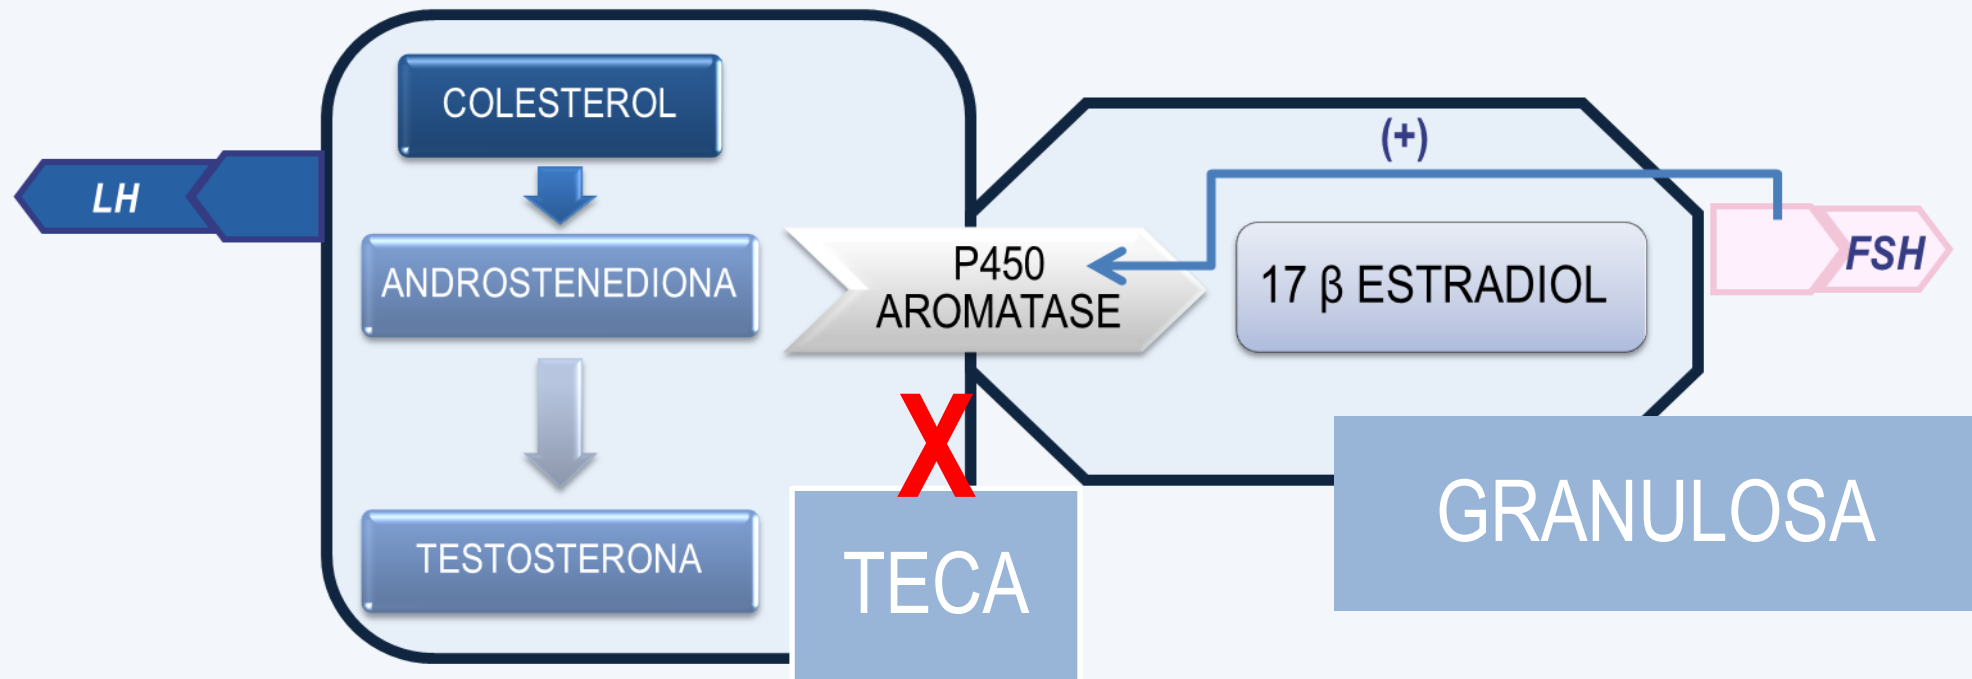 COLESTEROL
(+)
LH
P450
AROMATASE
ANDROSTENEDIONA
17 β ESTRADIOL
FSH
X
TESTOSTERONA
TECA
GRANULOSA